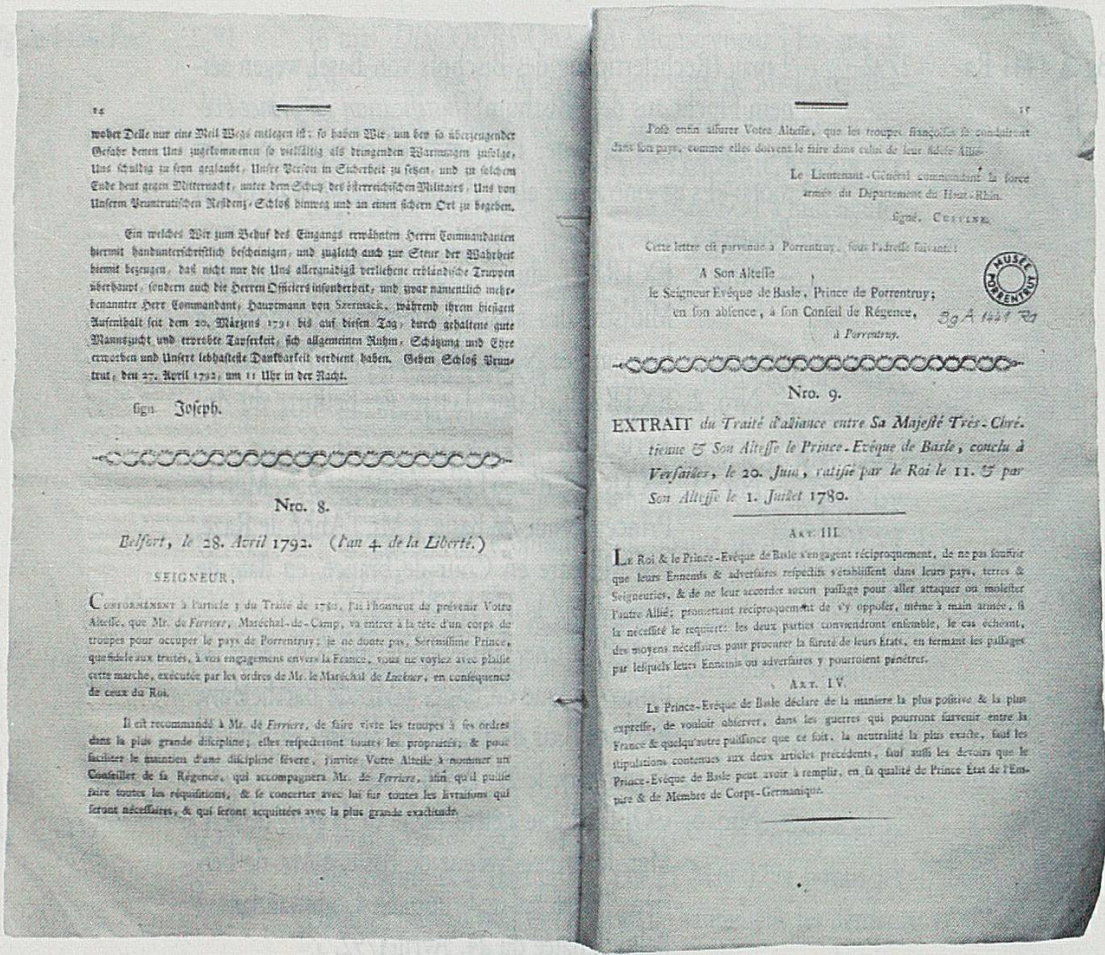 14
woher Delle nur eine Meil Wegs entlegen ist; so haben Wir, um bey so überzeugender
Gefahr denen Uns zugekommenen so vielfältig als dringenden Warnungen zufolge,
Uns schuldig zu seyn geglaubt, Unsre Person in Sicherheit zu setzen, und zu solchem
Ende heut gegen Mitternacht, unter dem Schutz des österreichischen Militairs, Uns von
Unserm Pruntrutischen Residenz-Schloß hinweg und an einen sichern Ort zu begeben.
Ein welches Wir zum Behuf des Eingangs erwähnten Herrn Commandanten
hiermit handunterschriftlich bescheinigen, und zugleich auch zur Steur der Wahrheit
hiemit bezeugen, daß nicht nur die Uns allergnädigst verliehene erbländische Truppen
überhaupt, sondern auch die Herren Officiers insonderheit, und zwar namentlich mehr-
benannter Herr Commandant, Hauptmann von Szermack, während ihrem hiesigen
Aufenthalt seit dem 20. Märzens 1791 bis auf diesen Tag, durch gehaltene gute
Mannszucht und erprobte Tapferkeit, sich allgemeinen Ruhm, Schätzung und Ehre
erworben und Unsere lebhafteste Dankbarkeit verdient haben. Geben Schloß Prun-
trut, den 27. April 1792, um 11 Uhr in der Nacht.
sign. Joseph.
Nro. 8.
Belfort, le 28. Avril 1792. (l'an 4 de la Liberté.)
SEIGNEUR,
CONFORMÉMENT à l'article 3 du Traité de 1780, j'ai l'honneur de prévenir Votre
Altesse, que Mr. de Ferriere, Maréchal-de-Camp, va entrer à la tête d'un corps de
troupes pour occuper le pays de Porrentruy; je ne doute pas, Sérénissime Prince,
que fidele aux traités, à vos engagement envers la France, vous ne voyiez avec plaisir
cette marche, exécutée par les ordres de Mr. le Maréchal de Luckner, en conséquence
de ceux du Roi.
Il est recommandé à Mr. de Ferriere, de faire vivre les troupes à ses ordres
dans la plus grande discipline; elles respecteront toutes les propriétés; & pour
faciliter le maintien d'une discipline sévere, j'invite Votre Altesse à nommer un
Conseiller de sa Régence, qui accompagnera Mr. de Ferriere, afin qu'il puisse
faire toutes les réquisitions, & se concerter avec lui sur toutes les livraisons qui
seront nécessaires, & qui seront acquittées avec la plus grande exactitude.
15
J'ose enfin assurer Votre Altesse, que les troupes françoises se conduiront
dans son pays, comme elles doivent le faire dans celui de leur fidele Allié.
Le Lieutenant-Général commandant la force
armée du Département du Haut-Rhin.
signé, CUSTINE.
Cette lettre est parvenue à Porrentruy, sous l'adresse suivante:
A Son Altesse,
le Seigneur Evêque de Basle, Prince de Porrentruy;
en son absence, à son Conseil de Régence,
à Porrentruy.
MUSÉE PORRENTRUY
BgA 1441 Ra
Nro. 9.
EXTRAIT du Traité d'alliance entre Sa Majesté Très-Chré-
tienne & Son Altesse le Prince-Evêque de Basle, conclu à
Versailles, le 20. Juin, ratifié par le Roi le 11. & par
Son Altesse le 1. Juillet 1780.
ART. III.
Le Roi & le Prince-Evêque de Basle s'engagent réciproquement, de ne pas souffrir
que leurs Ennemis & adversaires respectifs s'établissent dans leurs pays, terres &
Seigneuries, & de ne leur accorder aucun passage pour aller attaquer ou molester
l'autre Allié; promettant réciproquement de s'y opposer, même à main armée, si
la nécessité le requiert: les deux parties conviendront ensemble, le cas échéant,
des moyens nécessaires pour procurer la sûreté de leurs États, en fermant les passages
par lesquels leurs Ennemis ou adversaires y pourroient pénétrer.
ART. IV.
Le Prince-Evêque de Basle déclare de la maniere la plus positive & la plus
expresse, de vouloir observer, dans les guerres qui pourront survenir entre la
France & quelqu'autre puissance que ce soit, la neutralité la plus exacte, sauf les
stipulations contenues aux deux articles précédents, sauf aussi les devoirs que le
Prince-Evêque de Basle peut avoir à remplir, en sa qualité de Prince État de l'Em-
pire & de Membre de Corps-Germanique.